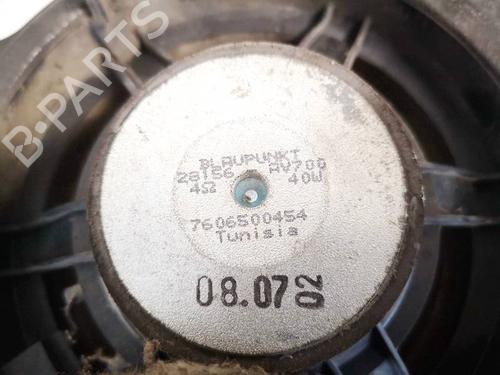 B-PARTS
BLAUPUNKT
28156 AV700
4Ω 40W
7606500454
Tunisia
08.07 02